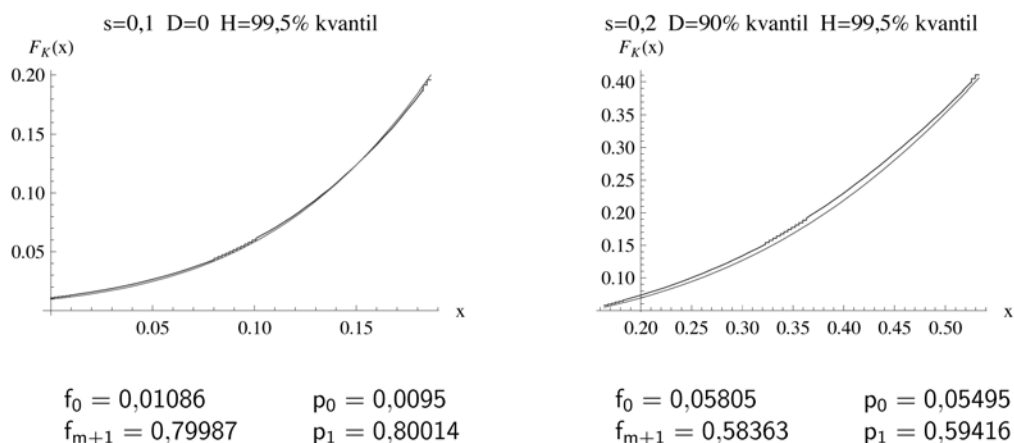 s=0,1 D=0 H=99,5% kvantil
F_K(x)
0.20
0.15
0.10
0.05
0.05 0.10 0.15 x
f_0 = 0,01086 p_0 = 0,0095
f_{m+1} = 0,79987 p_1 = 0,80014
s=0,2 D=90% kvantil H=99,5% kvantil
F_K(x)
0.40
0.35
0.30
0.25
0.20
0.15
0.10
0.20 0.25 0.30 0.35 0.40 0.45 0.50 x
f_0 = 0,05805 p_0 = 0,05495
f_{m+1} = 0,58363 p_1 = 0,59416